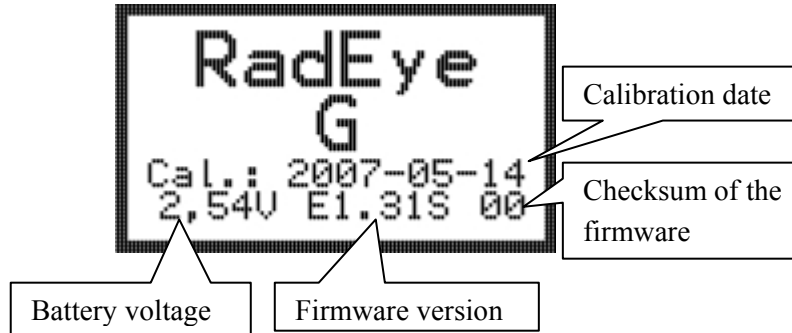 RadEye
G
Cal.: 2007-05-14
2,54V E1.31S 00
Calibration date
Checksum of the
firmware
Battery voltage
Firmware version